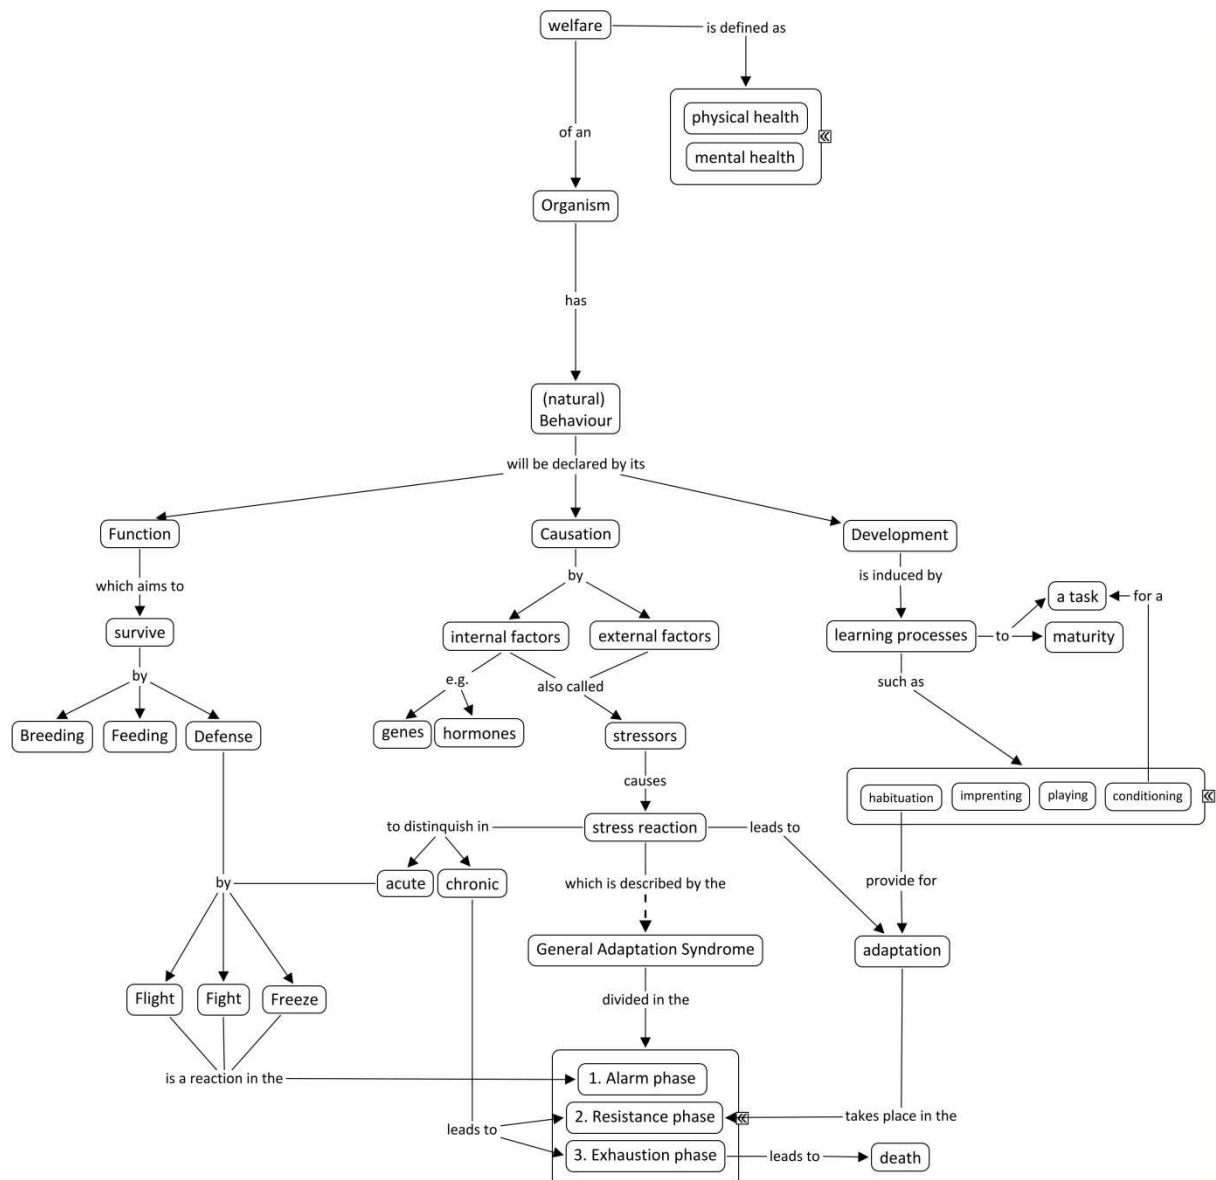 welfare
is defined as
physical health
mental health
of an
Organism
has
(natural)
Behaviour
will be declared by its
Function
Causation
Development
which aims to
by
is induced by
a task
for a
survive
internal factors
external factors
learning processes
to
maturity
by
e.g.
also called
such as
Breeding
Feeding
Defense
genes
hormones
stressors
causes
habituation
imprenting
playing
conditioning
to distinquish in
stress reaction
leads to
by
acute
chronic
which is described by the
provide for
General Adaptation Syndrome
adaptation
Flight
Fight
Freeze
divided in the
is a reaction in the
1. Alarm phase
leads to
2. Resistance phase
takes place in the
3. Exhaustion phase
leads to
death